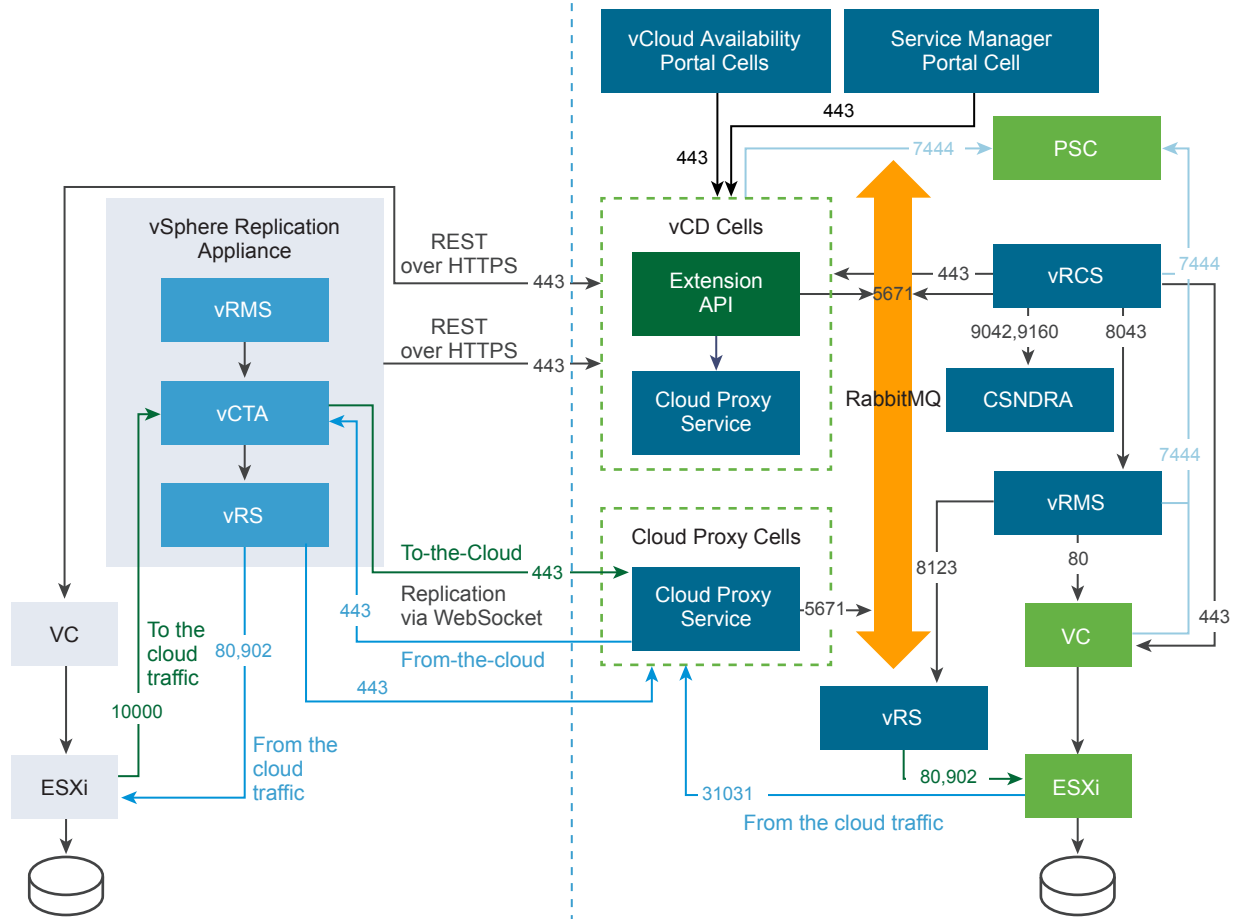 vCloud Availability
Portal Cells
Service Manager
Portal Cell
443
443
7444
PSC
vSphere Replication
Appliance
vRMS
vCTA
vRS
REST
over HTTPS
443
REST
over HTTPS
443
vCD Cells
Extension
API
Cloud Proxy
Service
443
5671
RabbitMQ
vRCS
7444
9042,9160
8043
CSNDRA
7444
vRMS
8123
80
443
To-the-Cloud
443
Replication
via WebSocket
443
From-the-cloud
443
Cloud Proxy Cells
Cloud Proxy
Service
5671
VC
To the
cloud
traffic
10000
80,902
From the
cloud
traffic
ESXi
VC
vRS
80,902
ESXi
31031
From the cloud traffic